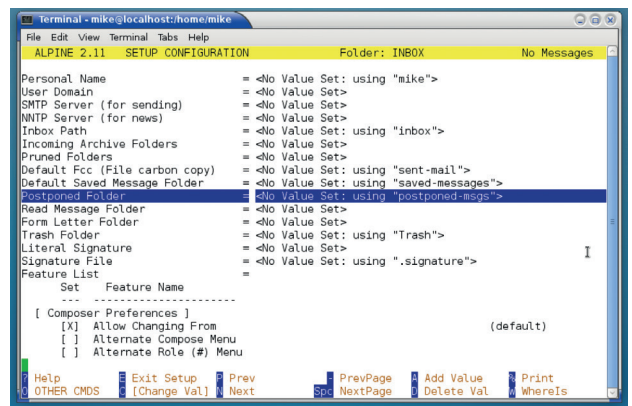 Terminal - mike@localhost:/home/mike
File Edit View Terminal Tabs Help
ALPINE 2.11 SETUP CONFIGURATION Folder: INBOX No Messages
Personal Name = <No Value Set: using "mike">
User Domain = <No Value Set>
SMTP Server (for sending) = <No Value Set>
NNTP Server (for news) = <No Value Set>
Inbox Path = <No Value Set: using "inbox">
Incoming Archive Folders = <No Value Set>
Pruned Folders = <No Value Set>
Default Fcc (File carbon copy) = <No Value Set: using "sent-mail">
Default Saved Message Folder = <No Value Set: using "saved-messages">
Postponed Folder = <No Value Set: using "postponed-msgs">
Read Message Folder = <No Value Set>
Form Letter Folder = <No Value Set>
Trash Folder = <No Value Set: using "Trash">
Literal Signature = <No Value Set>
Signature File = <No Value Set: using ".signature">
Feature List =
Set Feature Name
--- ----------------------
[ Composer Preferences ]
[X] Allow Changing From (default)
[ ] Alternate Compose Menu
[ ] Alternate Role (#) Menu
? Help E Exit Setup P Prev - PrevPage A Add Value % Print
O OTHER CMDS C [Change Val] N Next Spc NextPage D Delete Val W WhereIs